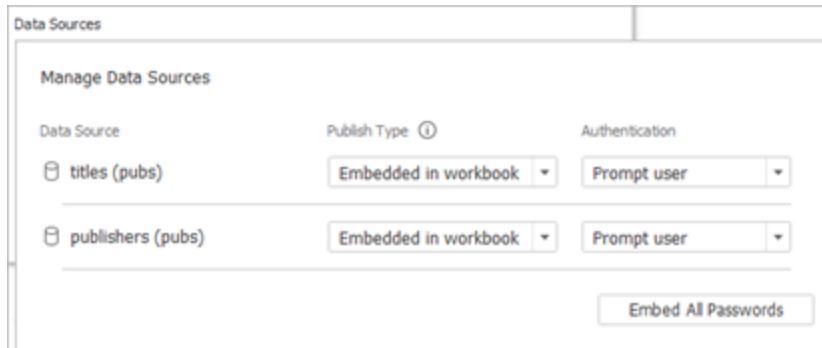 Data Sources
Manage Data Sources
Data Source Publish Type Authentication
titles (pubs) Embedded in workbook Prompt user
publishers (pubs) Embedded in workbook Prompt user
Embed All Passwords